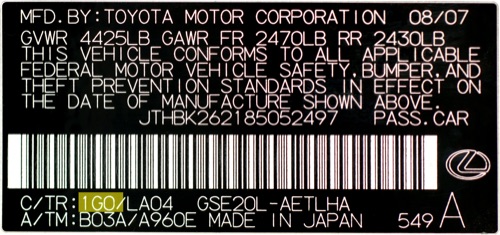 MFD. BY: TOYOTA MOTOR CORPORATION 08/07
GVWR 4425LB GAWR FR 2470LB RR 2430LB
THIS VEHICLE CONFORMS TO ALL APPLICABLE
FEDERAL MOTOR VEHICLE SAFETY, BUMPER, AND
THEFT PREVENTION STANDARDS IN EFFECT ON
THE DATE OF MANUFACTURE SHOWN ABOVE.
JTHBK262185052497 PASS. CAR
C/TR: 1G0/LA04 GSE20L-AETLHA
A/TM: B03A/A960E MADE IN JAPAN 549 A